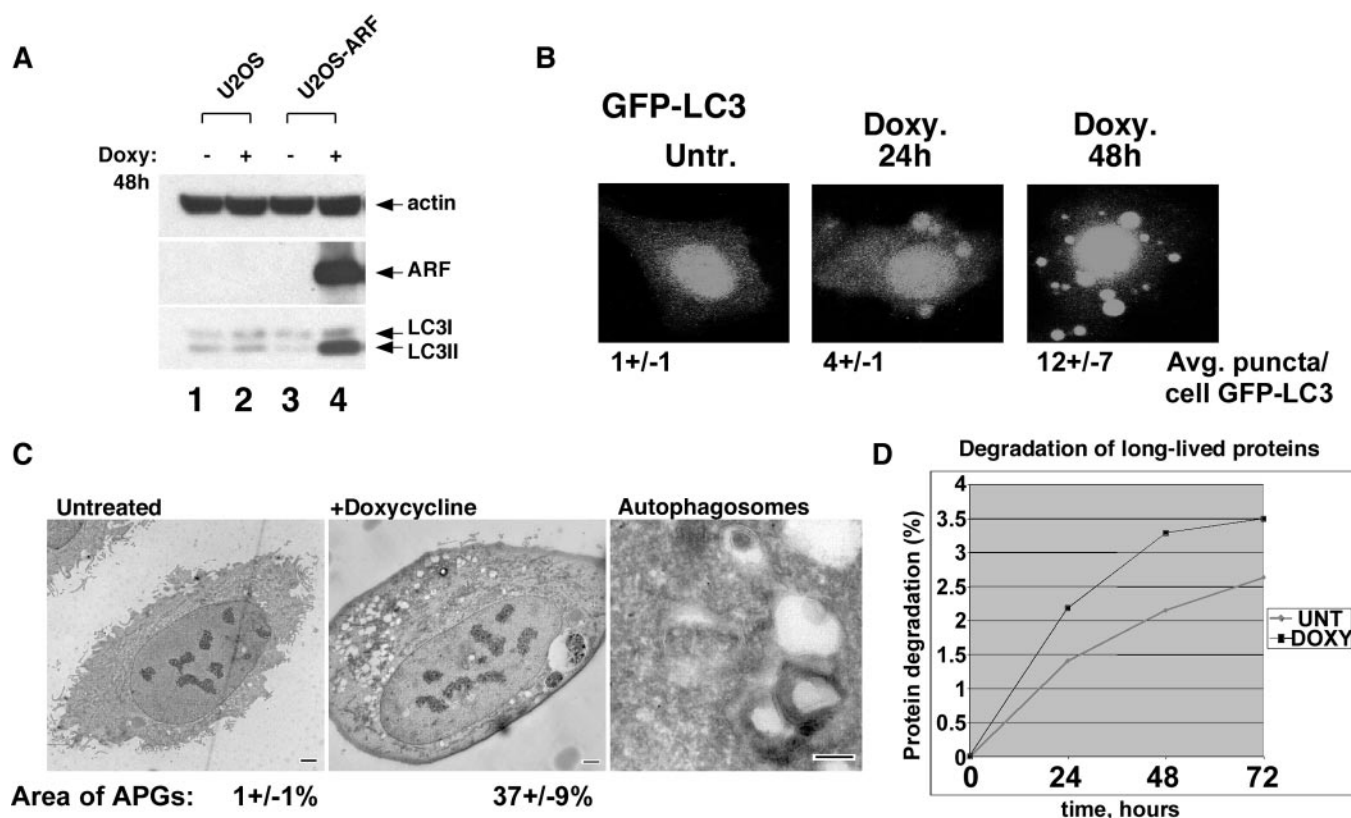 A
U2OS
U2OS-ARF
Doxy: - + - +
48h
actin
ARF
LC3I
LC3II
1 2 3 4
B
GFP-LC3
Untr.
Doxy.
24h
Doxy.
48h
1+/-1
4+/-1
12+/-7
Avg. puncta/
cell GFP-LC3
C
Untreated
+Doxycycline
Autophagosomes
Area of APGs: 1+/-1% 37+/-9%
D
Degradation of long-lived proteins
Protein degradation (%)
4
3.5
3
2.5
2
1.5
1
0.5
0
0 24 48 72
time, hours
UNT
DOXY